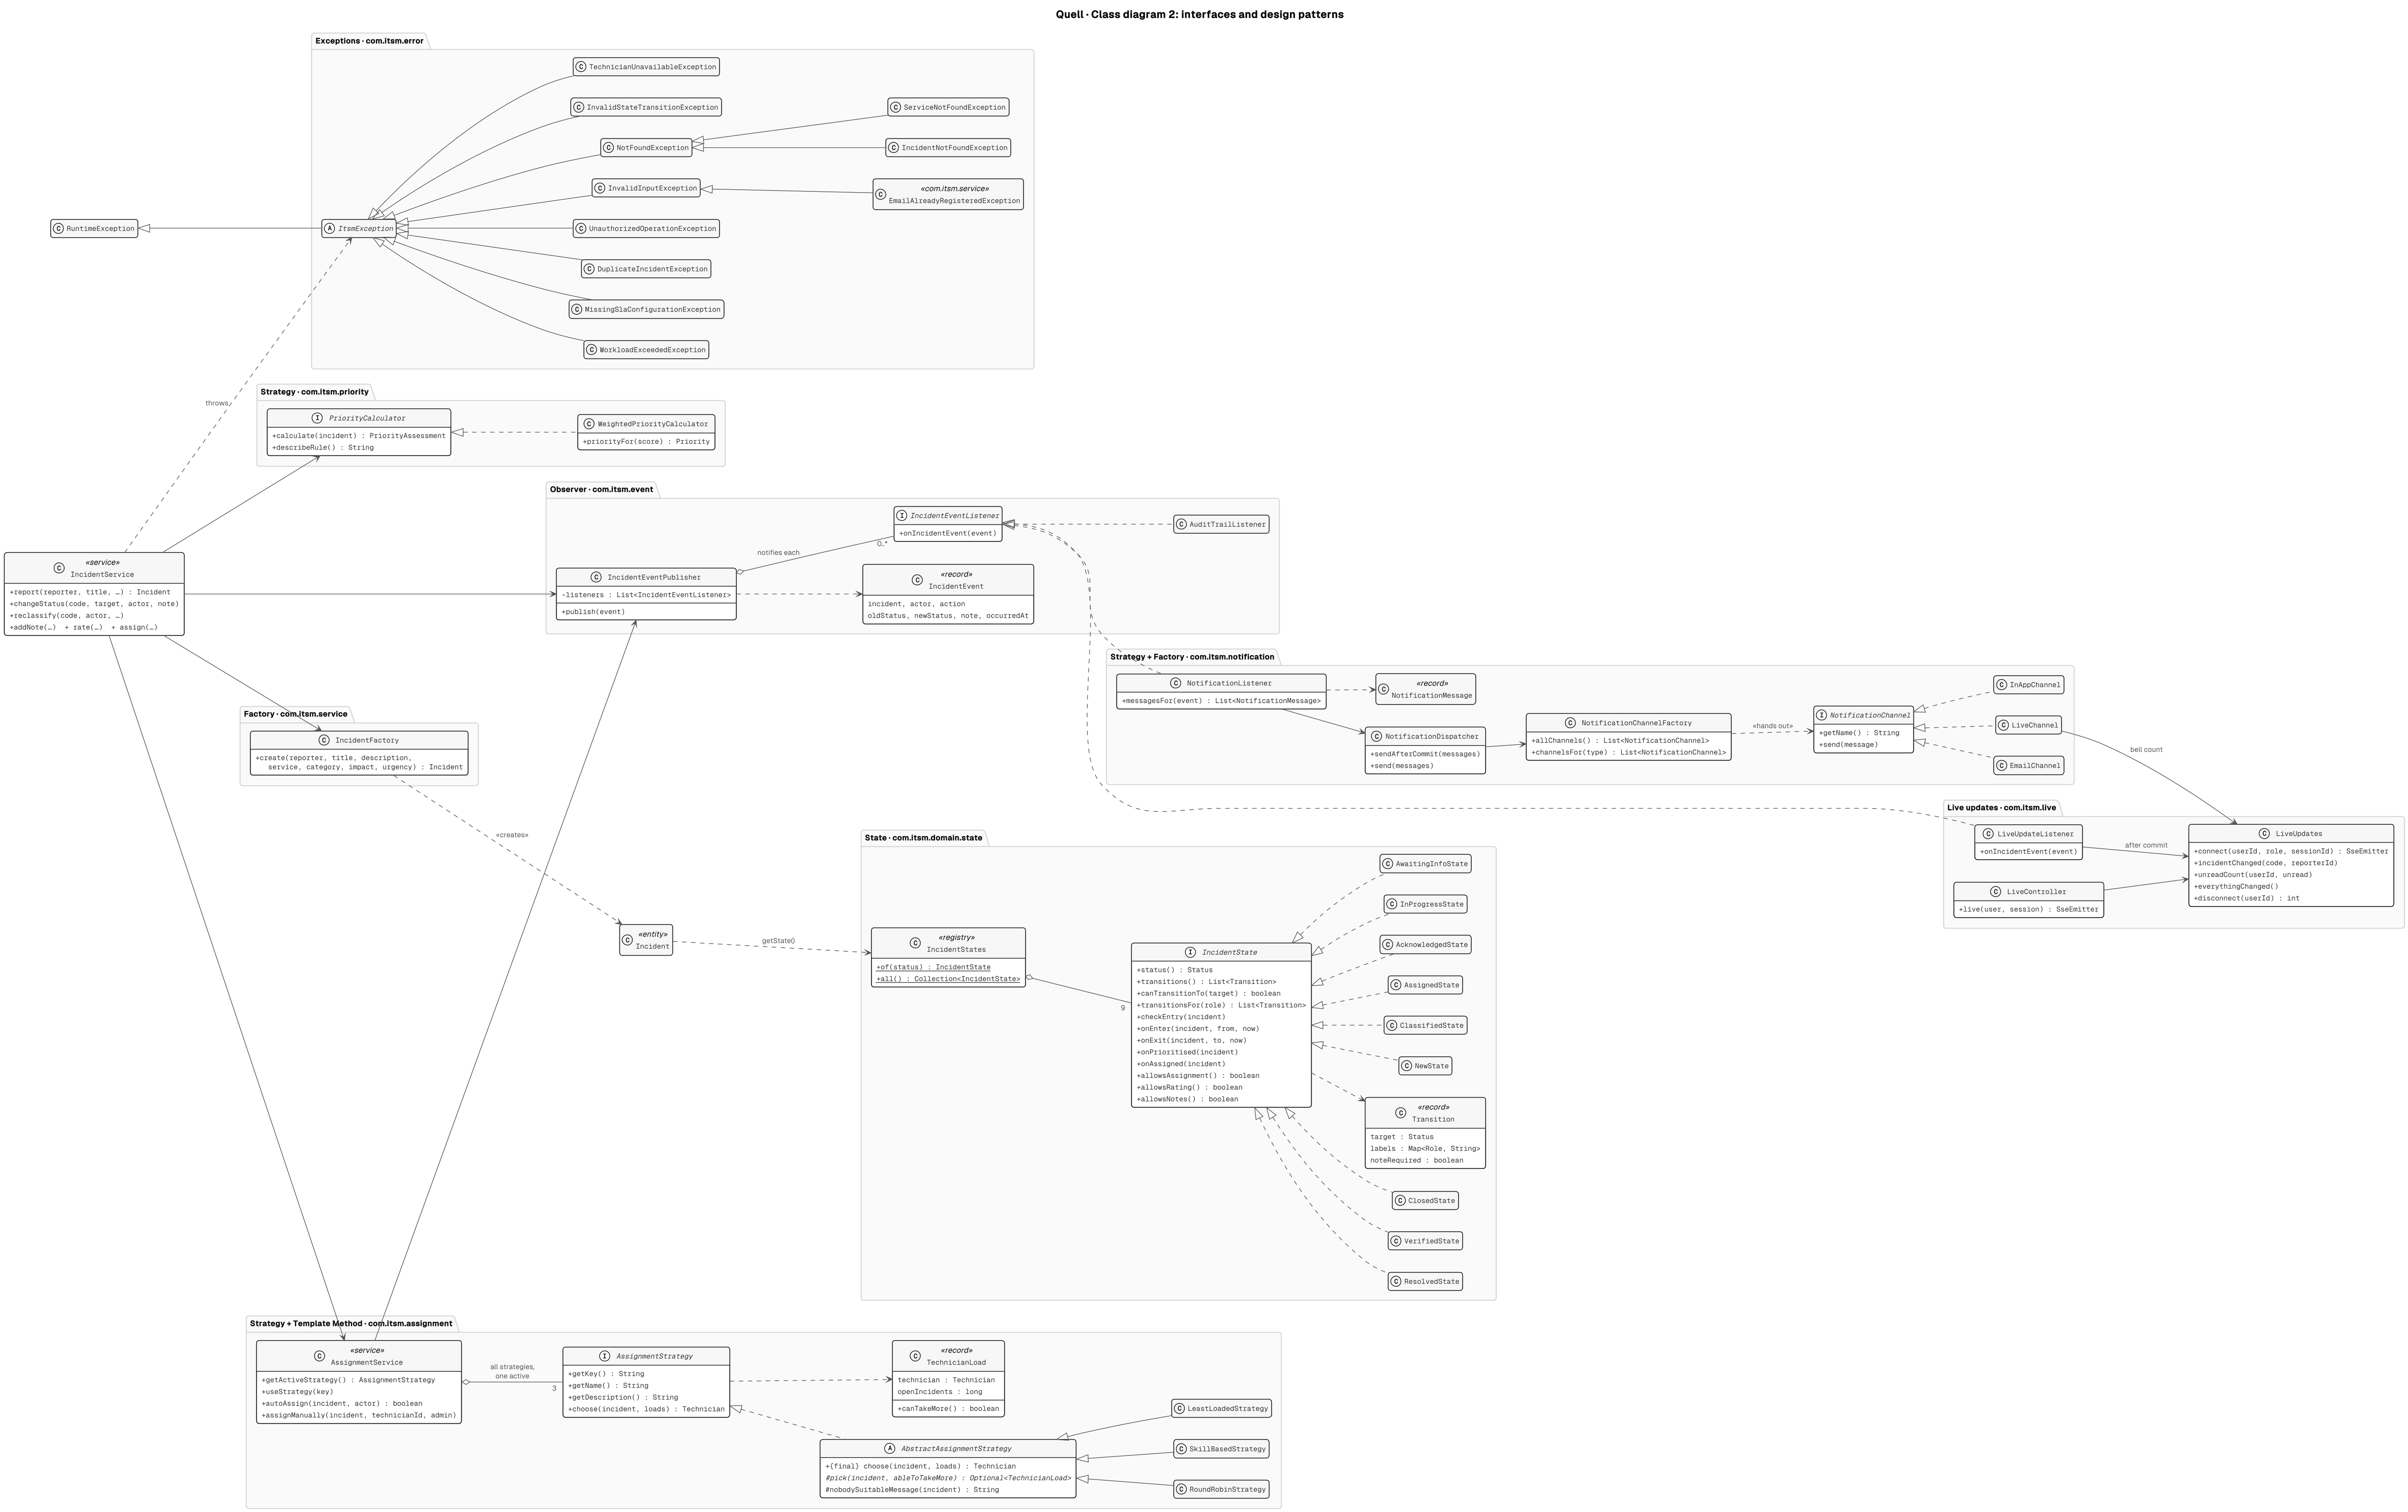 Quell · Class diagram 2: interfaces and design patterns
Exceptions · com.itsm.error
C TechnicianUnavailableException
C InvalidStateTransitionException
C ServiceNotFoundException
C NotFoundException
C IncidentNotFoundException
C InvalidInputException
«com.itsm.service»
C EmailAlreadyRegisteredException
C RuntimeException
A ItsmException
C UnauthorizedOperationException
C DuplicateIncidentException
C MissingSlaConfigurationException
C WorkloadExceededException
throws
Strategy · com.itsm.priority
I PriorityCalculator
+calculate(incident) : PriorityAssessment
+describeRule() : String
C WeightedPriorityCalculator
+priorityFor(score) : Priority
Observer · com.itsm.event
I IncidentEventListener
+onIncidentEvent(event)
C AuditTrailListener
notifies each
0..*
C IncidentEventPublisher
-listeners : List<IncidentEventListener>
+publish(event)
«record»
C IncidentEvent
incident, actor, action
oldStatus, newStatus, note, occurredAt
«service»
C IncidentService
+report(reporter, title, …) : Incident
+changeStatus(code, target, actor, note)
+reclassify(code, actor, …)
+addNote(…)  + rate(…)  + assign(…)
Strategy + Factory · com.itsm.notification
C NotificationListener
+messagesFor(event) : List<NotificationMessage>
«record»
C NotificationMessage
C NotificationDispatcher
+sendAfterCommit(messages)
+send(messages)
C NotificationChannelFactory
+allChannels() : List<NotificationChannel>
+channelsFor(type) : List<NotificationChannel>
«hands out»
I NotificationChannel
+getName() : String
+send(message)
C InAppChannel
C LiveChannel
C EmailChannel
bell count
Factory · com.itsm.service
C IncidentFactory
+create(reporter, title, description,
service, category, impact, urgency) : Incident
«creates»
Live updates · com.itsm.live
C LiveUpdateListener
+onIncidentEvent(event)
after commit
C LiveController
+live(user, session) : SseEmitter
C LiveUpdates
+connect(userId, role, sessionId) : SseEmitter
+incidentChanged(code, reporterId)
+unreadCount(userId, unread)
+everythingChanged()
+disconnect(userId) : int
State · com.itsm.domain.state
«entity»
C Incident
getState()
«registry»
C IncidentStates
+of(status) : IncidentState
+all() : Collection<IncidentState>
9
I IncidentState
+status() : Status
+transitions() : List<Transition>
+canTransitionTo(target) : boolean
+transitionsFor(role) : List<Transition>
+checkEntry(incident)
+onEnter(incident, from, now)
+onExit(incident, to, now)
+onPrioritised(incident)
+onAssigned(incident)
+allowsAssignment() : boolean
+allowsRating() : boolean
+allowsNotes() : boolean
C AwaitingInfoState
C InProgressState
C AcknowledgedState
C AssignedState
C ClassifiedState
C NewState
«record»
C Transition
target : Status
labels : Map<Role, String>
noteRequired : boolean
C ClosedState
C VerifiedState
C ResolvedState
Strategy + Template Method · com.itsm.assignment
«service»
C AssignmentService
+getActiveStrategy() : AssignmentStrategy
+useStrategy(key)
+autoAssign(incident, actor) : boolean
+assignManually(incident, technicianId, admin)
all strategies,
one active
3
I AssignmentStrategy
+getKey() : String
+getName() : String
+getDescription() : String
+choose(incident, loads) : Technician
«record»
C TechnicianLoad
technician : Technician
openIncidents : long
+canTakeMore() : boolean
A AbstractAssignmentStrategy
+{final} choose(incident, loads) : Technician
#pick(incident, ableToTakeMore) : Optional<TechnicianLoad>
#nobodySuitableMessage(incident) : String
C LeastLoadedStrategy
C SkillBasedStrategy
C RoundRobinStrategy